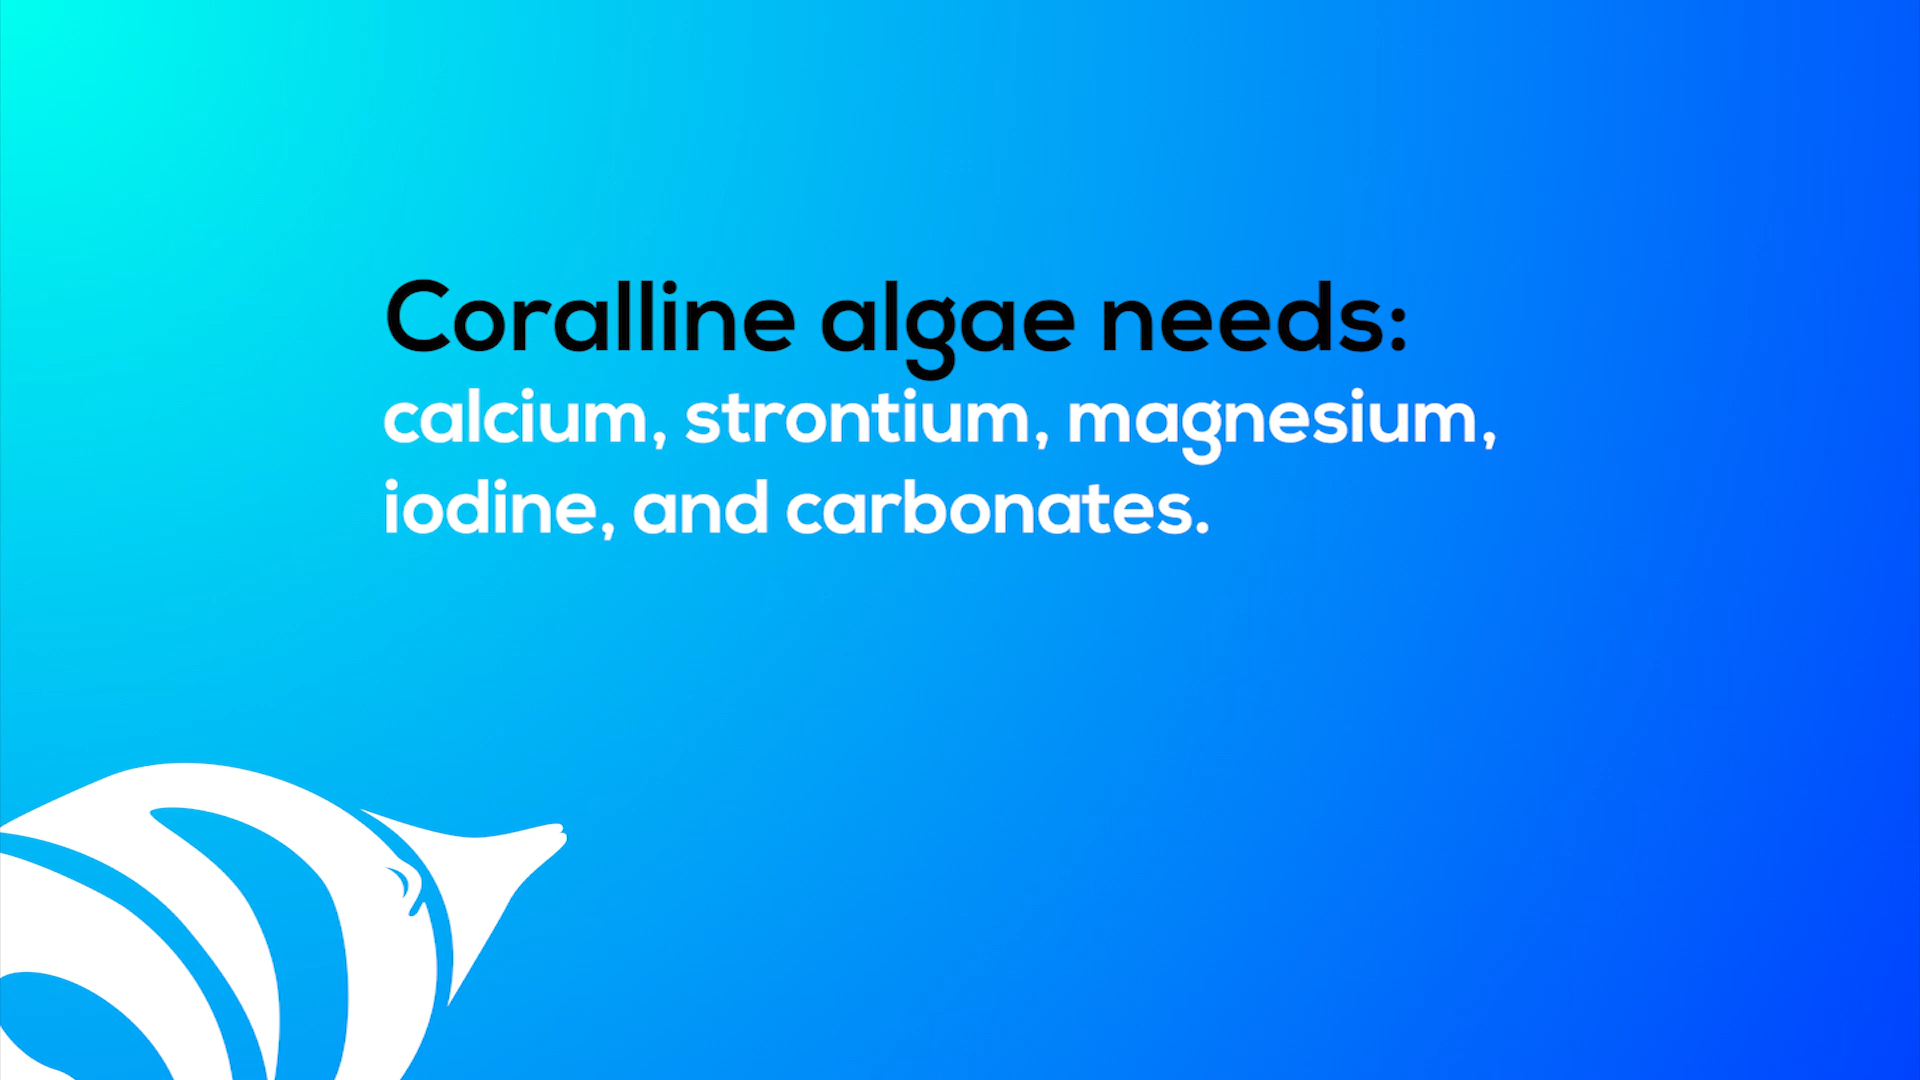 Coralline algae needs:
calcium, strontium, magnesium,
iodine, and carbonates.